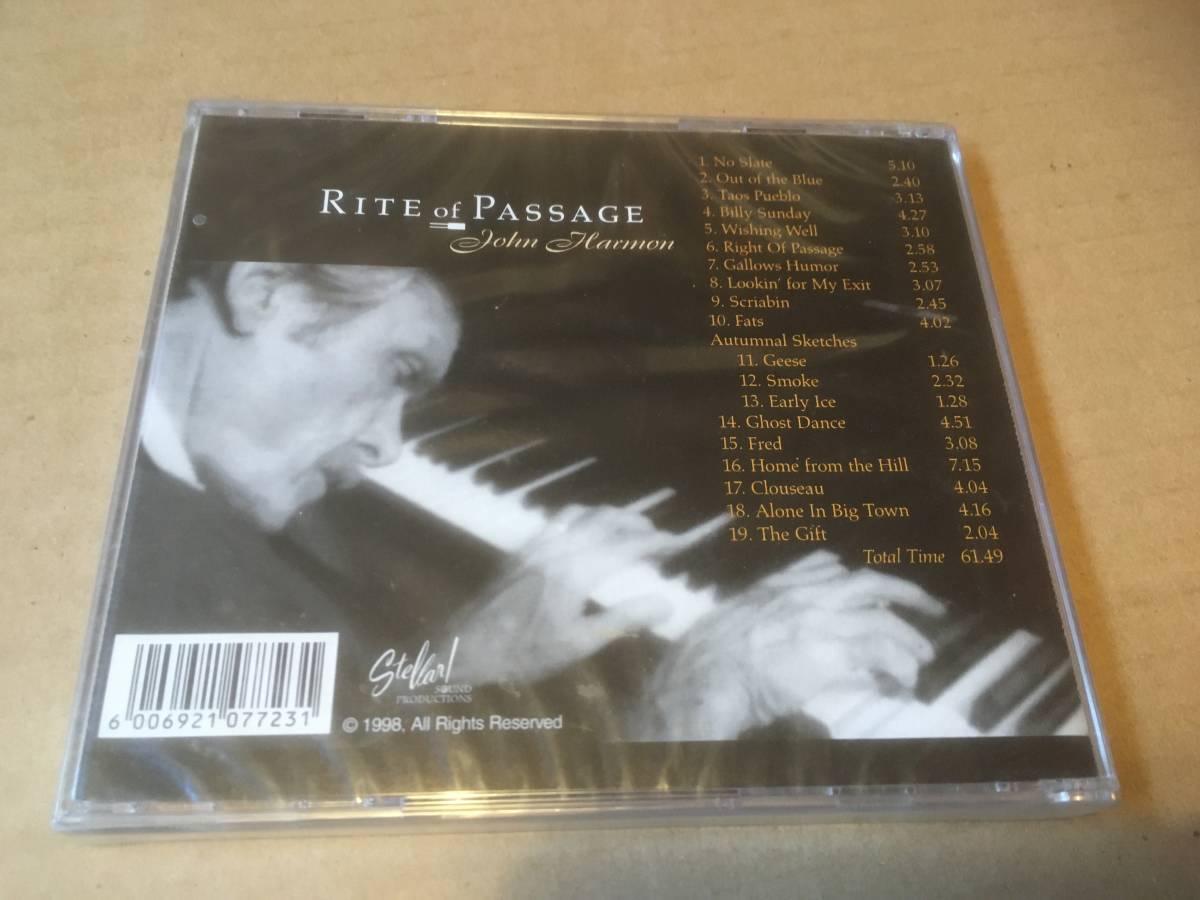 RITE of PASSAGE
John Harmon
1. No Slate 5.10
2. Out of the Blue 2.40
3. Taos Pueblo 3.13
4. Billy Sunday 4.27
5. Wishing Well 3.10
6. Right Of Passage 2.58
7. Gallows Humor 2.53
8. Lookin' for My Exit 3.07
9. Scriabin 2.45
10. Fats 4.02
Autumnal Sketches
11. Geese 1.26
12. Smoke 2.32
13. Early Ice 1.28
14. Ghost Dance 4.51
15. Fred 3.08
16. Home from the Hill 7.15
17. Clouseau 4.04
18. Alone In Big Town 4.16
19. The Gift 2.04
Total Time 61.49
Stellar!
SOUND
PRODUCTIONS
© 1998, All Rights Reserved
6 006921 077231